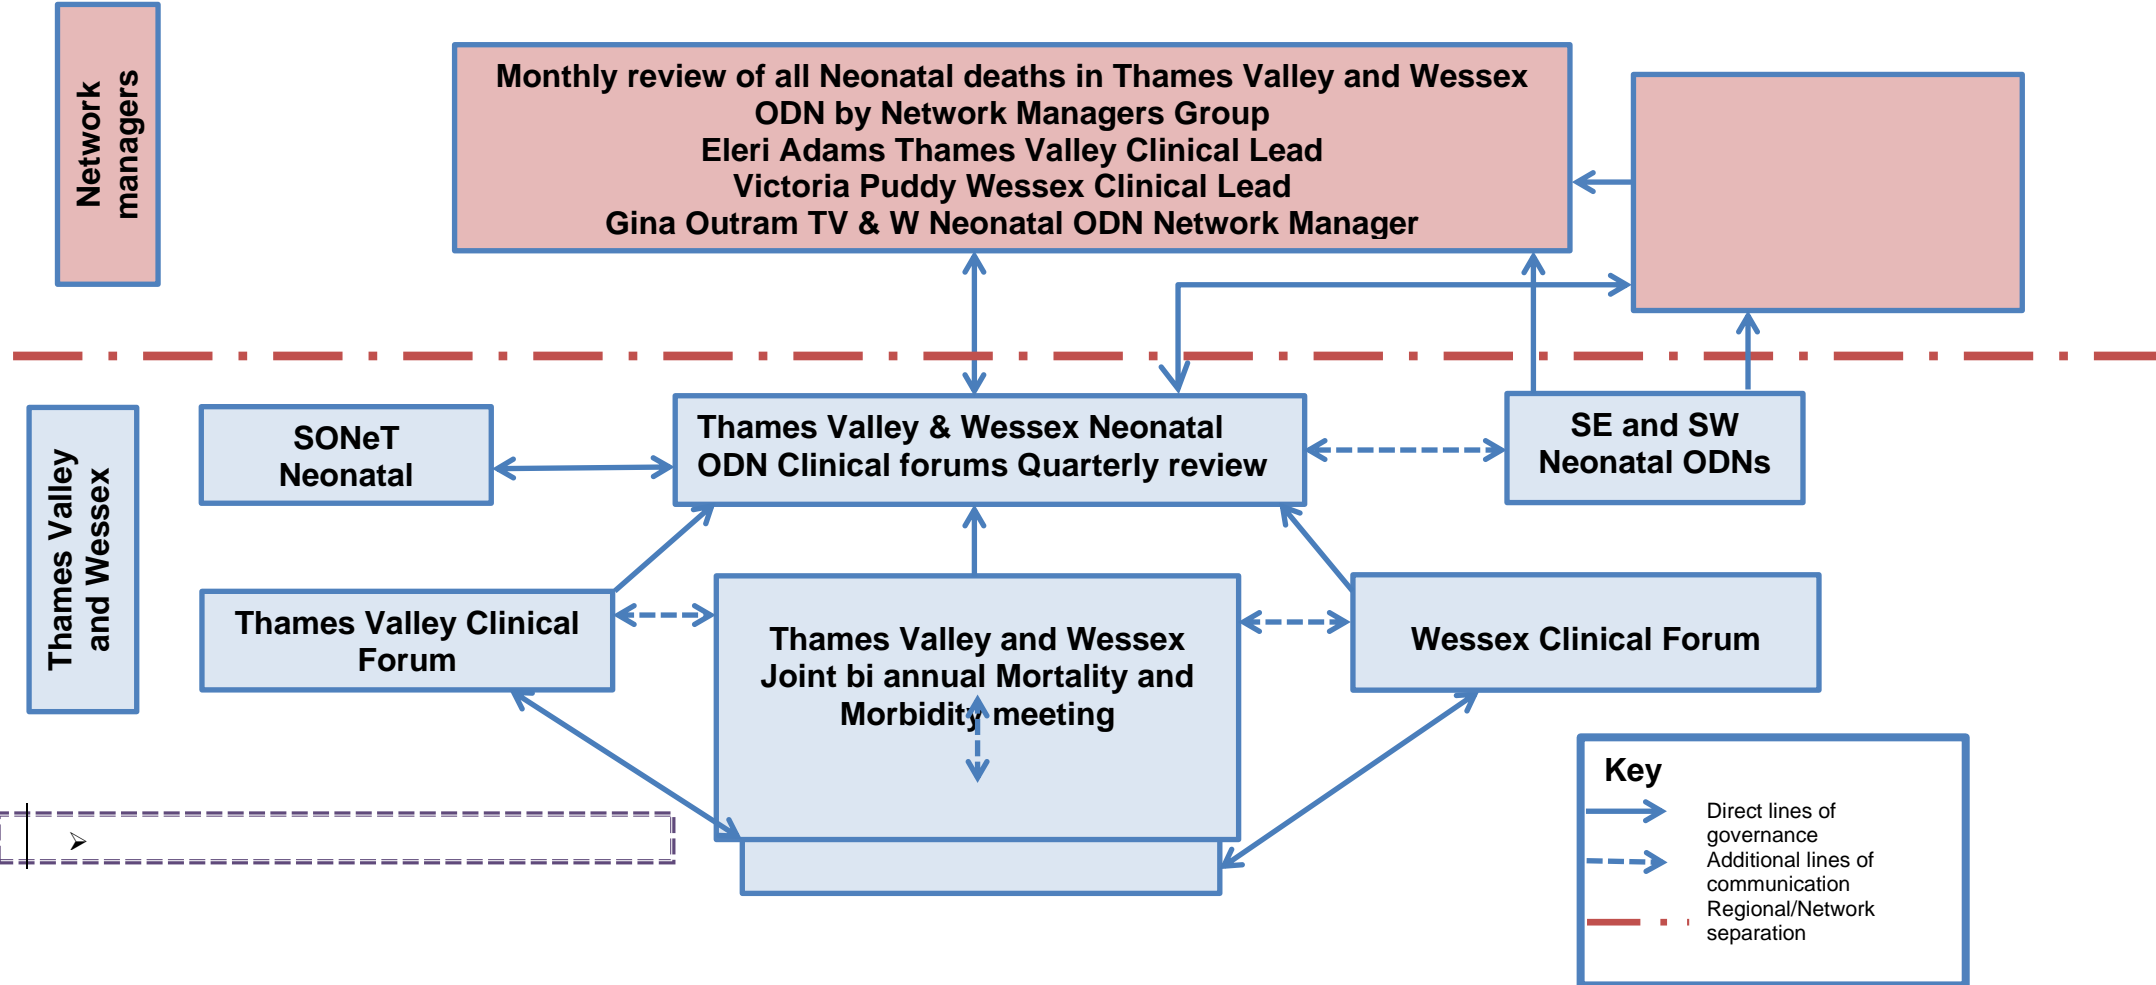 Network
managers
Monthly review of all Neonatal deaths in Thames Valley and Wessex
ODN by Network Managers Group
Eleri Adams Thames Valley Clinical Lead
Victoria Puddy Wessex Clinical Lead
Gina Outram TV & W Neonatal ODN Network Manager
Thames Valley
and Wessex
SONeT
Neonatal
Thames Valley & Wessex Neonatal
ODN Clinical forums Quarterly review
SE and SW
Neonatal ODNs
Thames Valley Clinical
Forum
Thames Valley and Wessex
Joint bi annual Mortality and
Morbidity meeting
Wessex Clinical Forum
Key
Direct lines of
governance
Additional lines of
communication
Regional/Network
separation